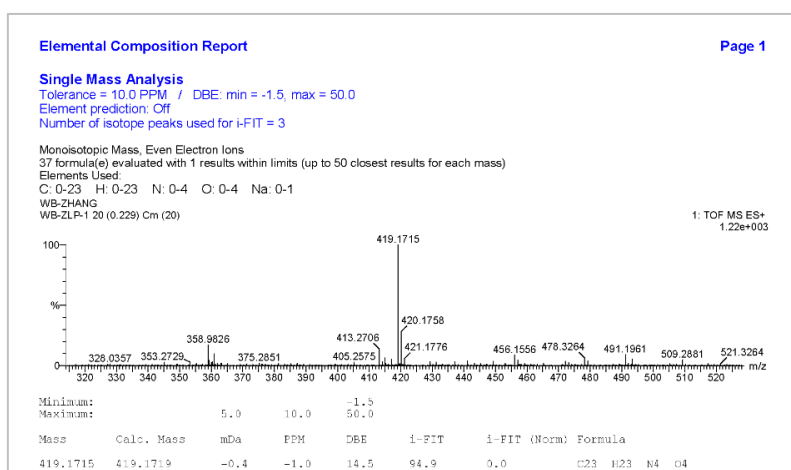 Elemental Composition Report Page 1
Single Mass Analysis
Tolerance = 10.0 PPM / DBE: min = -1.5, max = 50.0
Element prediction: Off
Number of isotope peaks used for i-FIT = 3
Monoisotopic Mass, Even Electron Ions
37 formula(e) evaluated with 1 results within limits (up to 50 closest results for each mass)
Elements Used:
C: 0-23 H: 0-23 N: 0-4 O: 0-4 Na: 0-1
WB-ZHANG
WB-ZLP-1 20 (0.229) Cm (20) 1: TOF MS ES+
1.22e+003
419.1715
100
%
420.1758
413.2706
358.9826
421.1776
328.0357 353.2729 375.2851 405.2575 456.1556 478.3264 491.1961 509.2881 521.3264
0
320 330 340 350 360 370 380 390 400 410 420 430 440 450 460 470 480 490 500 510 520 m/z
Minimum: -1.5
Maximum: 5.0 10.0 50.0
Mass Calc. Mass mDa PPM DBE i-FIT i-FIT (Norm) Formula
419.1715 419.1719 -0.4 -1.0 14.5 94.9 0.0 C23 H23 N4 O4